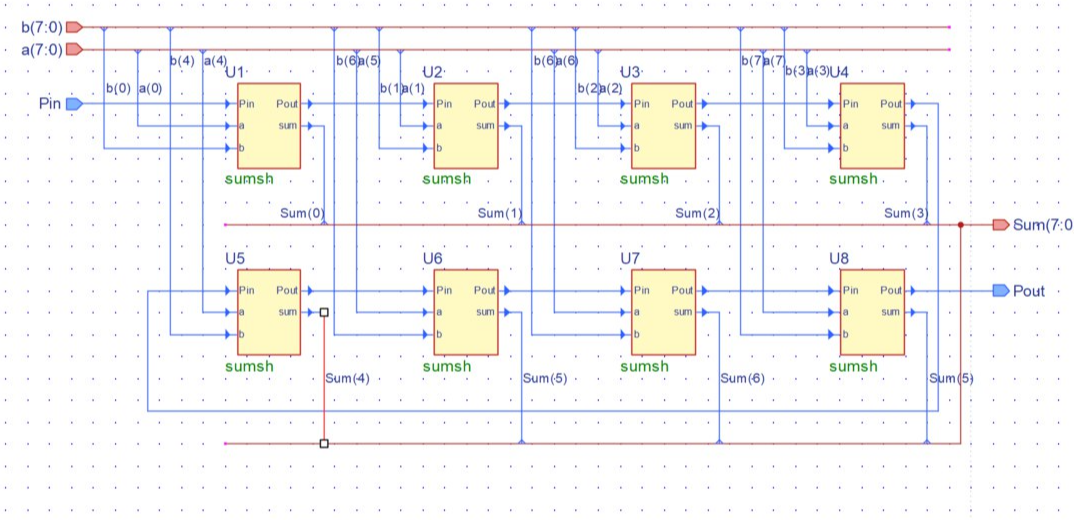 b(7:0)
a(7:0)
b(4) a(4) b(6) a(5) b(6) a(6) b(7) a(7)
U1 U2 U3 b(3) a(3) U4
b(0) a(0) b(1) a(1) b(2) a(2)
Pin Pin Pout Pin Pout Pin Pout Pin Pout
a sum a sum a sum a sum
b b b b
sumsh sumsh sumsh sumsh
Sum(0) Sum(1) Sum(2) Sum(3)
Sum(7:0
U5 U6 U7 U8
Pin Pout Pin Pout Pin Pout Pin Pout Pout
a sum a sum a sum a sum
b b b b
sumsh sumsh sumsh sumsh
Sum(4) Sum(5) Sum(6) Sum(5)